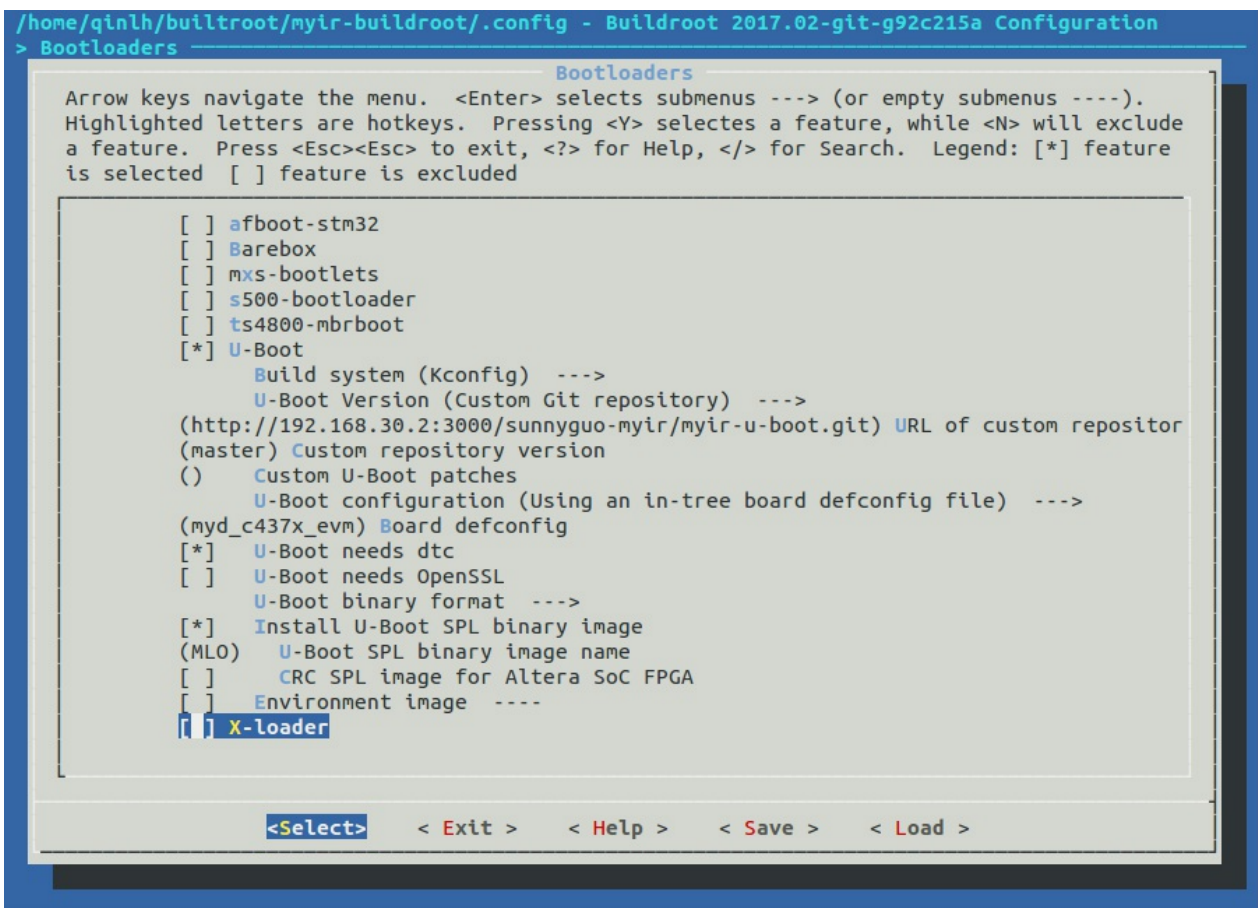 /home/qinlh/builtroot/myir-buildroot/.config - Buildroot 2017.02-git-g92c215a Configuration
> Bootloaders
Bootloaders
Arrow keys navigate the menu.  <Enter> selects submenus ---> (or empty submenus ----).
Highlighted letters are hotkeys.  Pressing <Y> selectes a feature, while <N> will exclude
a feature.  Press <Esc><Esc> to exit, <?> for Help, </> for Search.  Legend: [*] feature
is selected  [ ] feature is excluded
[ ] afboot-stm32
[ ] Barebox
[ ] mxs-bootlets
[ ] s500-bootloader
[ ] ts4800-mbrboot
[*] U-Boot
Build system (Kconfig)  --->
U-Boot Version (Custom Git repository)  --->
(http://192.168.30.2:3000/sunnyguo-myir/myir-u-boot.git) URL of custom repositor
(master) Custom repository version
()    Custom U-Boot patches
U-Boot configuration (Using an in-tree board defconfig file)  --->
(myd_c437x_evm) Board defconfig
[*]   U-Boot needs dtc
[ ]   U-Boot needs OpenSSL
U-Boot binary format  --->
[*]   Install U-Boot SPL binary image
(MLO)   U-Boot SPL binary image name
[ ]     CRC SPL image for Altera SoC FPGA
[ ]   Environment image  ----
[ ] X-loader
<Select>    < Exit >    < Help >    < Save >    < Load >